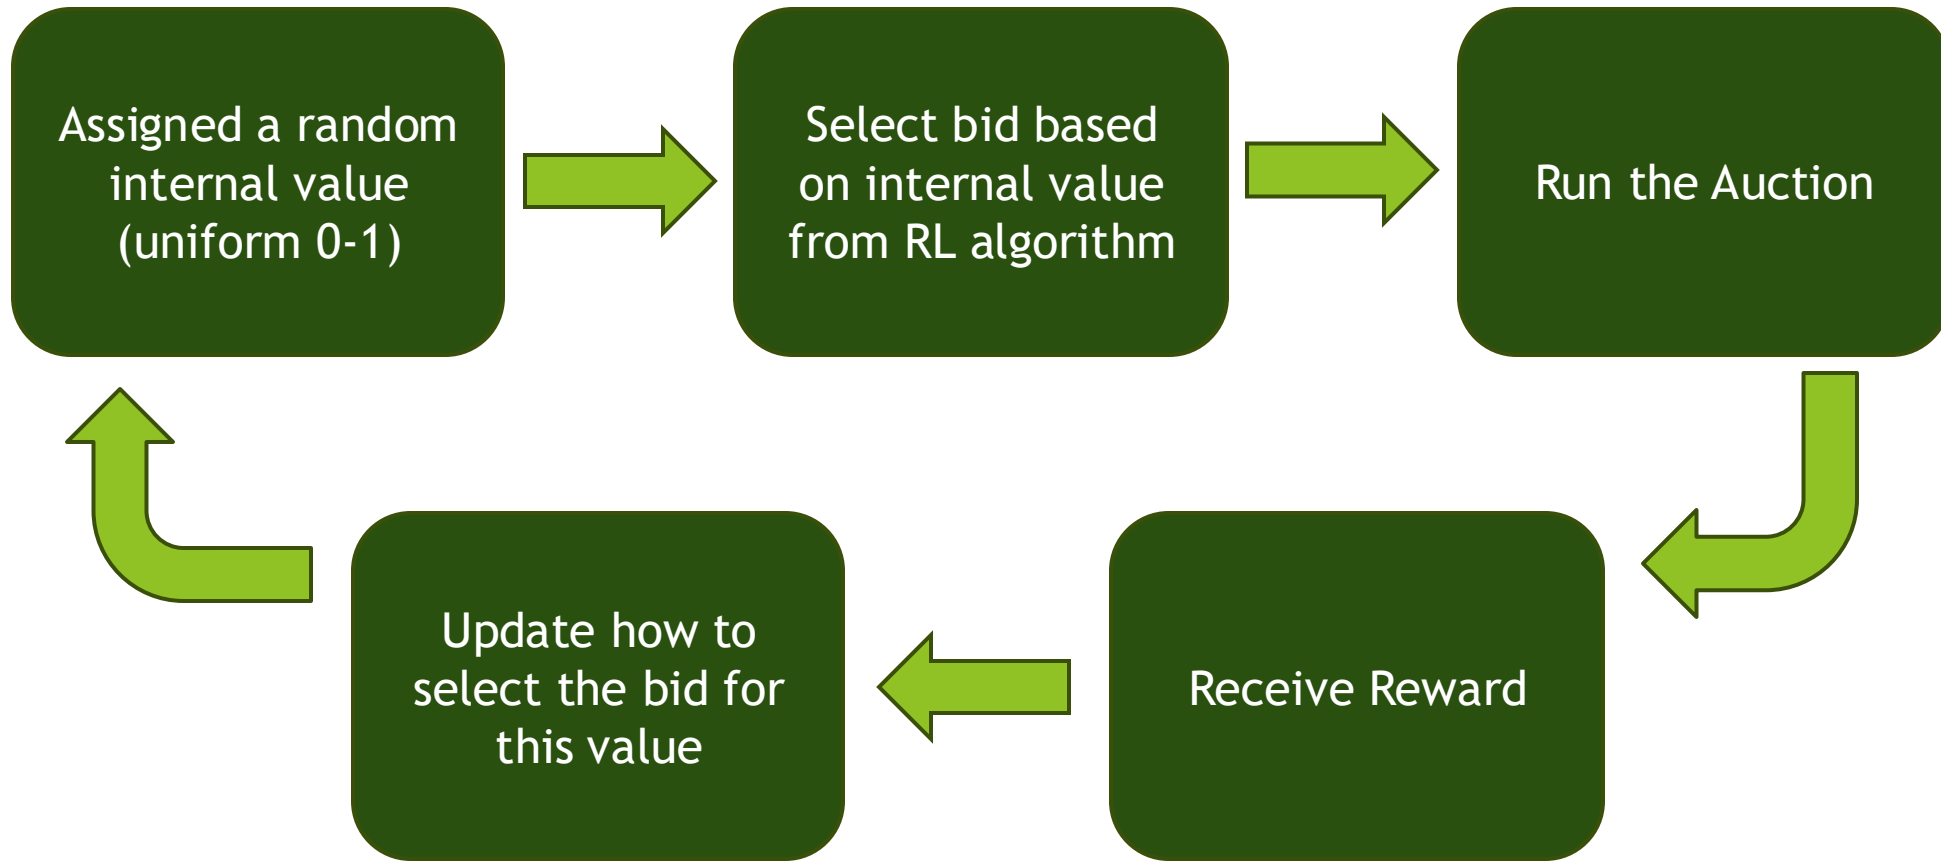 Assigned a random
internal value
(uniform 0-1)
Select bid based
on internal value
from RL algorithm
Run the Auction
Receive Reward
Update how to
select the bid for
this value